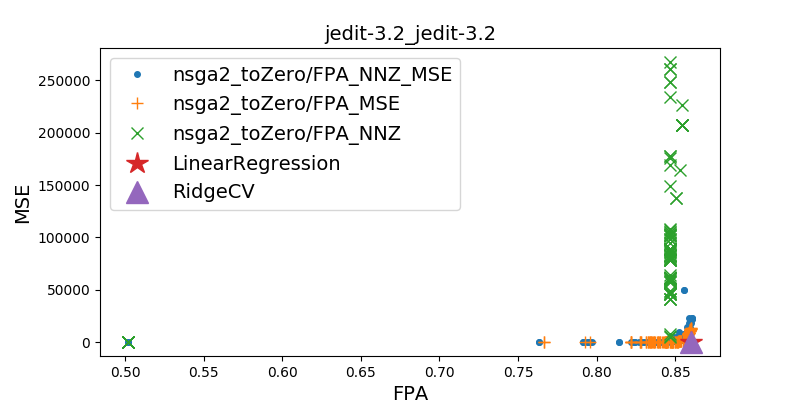 jedit-3.2_jedit-3.2
nsga2_toZero/FPA_NNZ_MSE
nsga2_toZero/FPA_MSE
nsga2_toZero/FPA_NNZ
LinearRegression
RidgeCV
MSE
250000
200000
150000
100000
50000
0
0.50 0.55 0.60 0.65 0.70 0.75 0.80 0.85
FPA